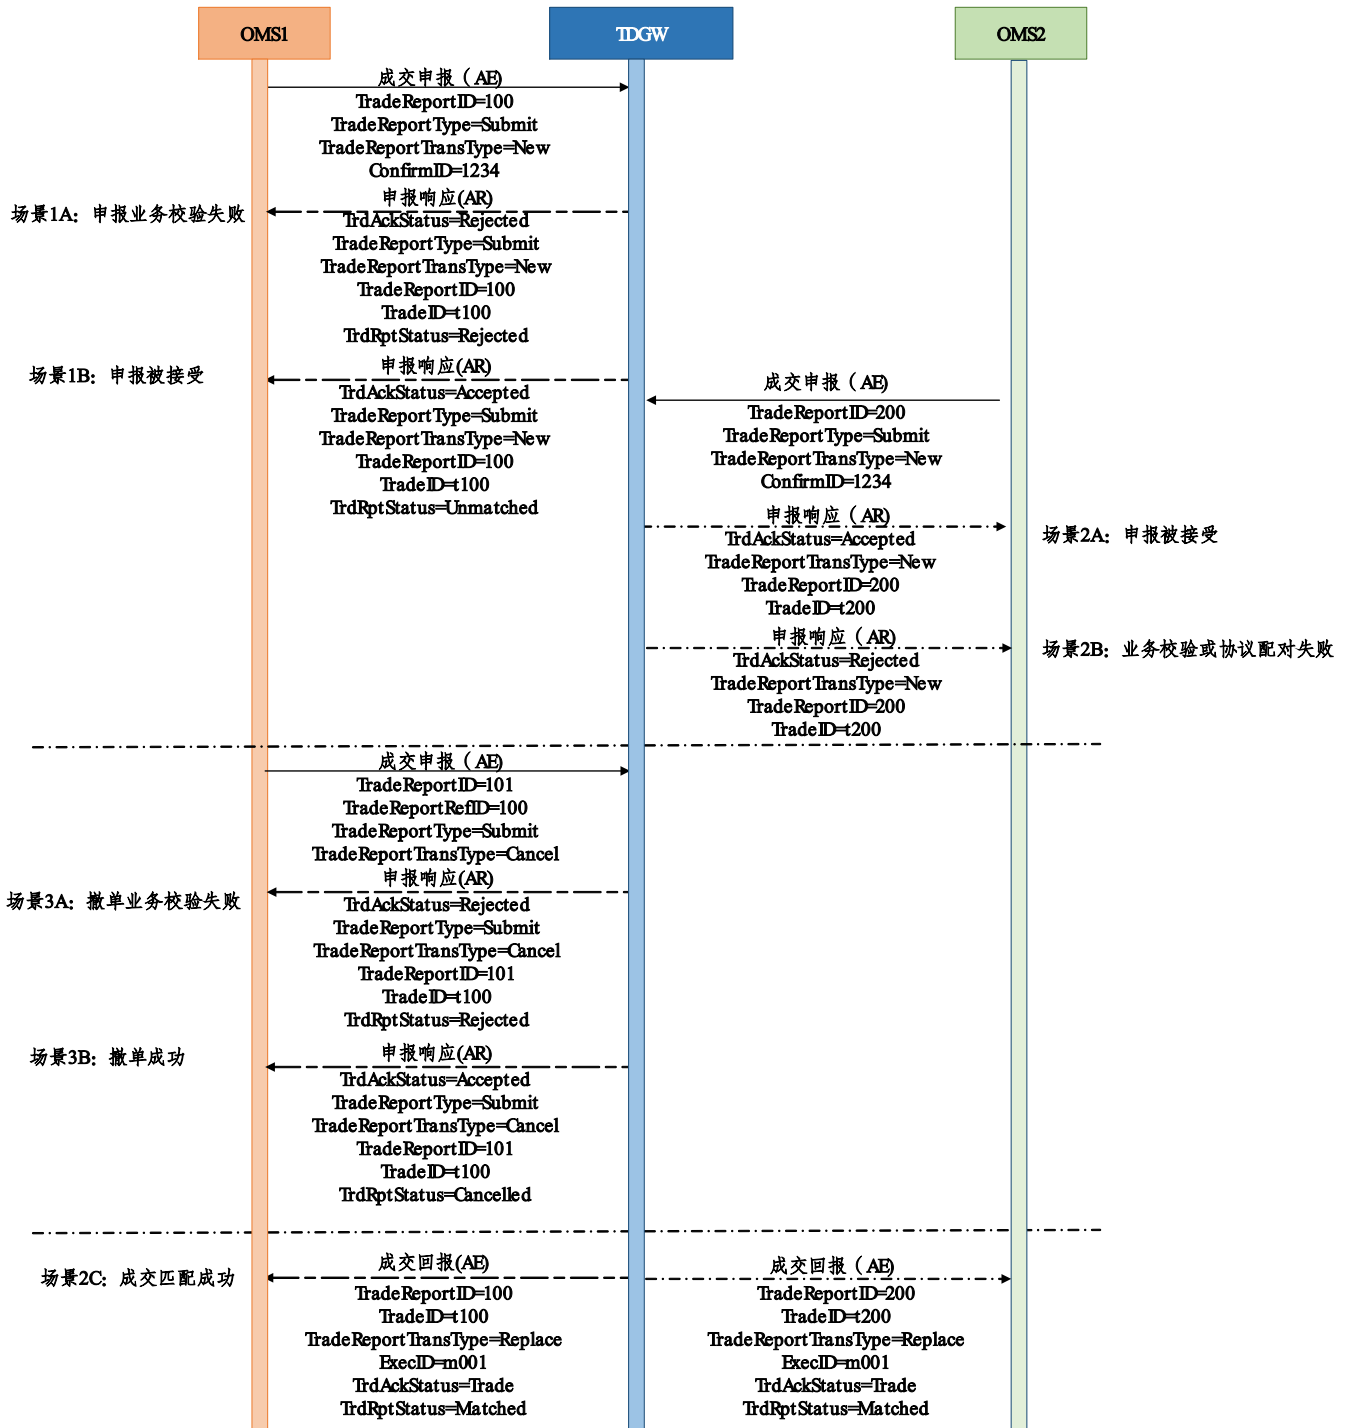 OMS1
TDGW
OMS2
成交申报（AE)
TradeReportID=100
TradeReportType=Submit
TradeReportTransType=New
ConfirmID=1234
申报响应(AR)
场景1A：申报业务校验失败
TrdAckStatus=Rejected
TradeReportType=Submit
TradeReportTransType=New
TradeReportID=100
TradeID=t100
TrdRptStatus=Rejected
申报响应(AR)
场景1B：申报被接受
TrdAckStatus=Accepted
TradeReportType=Submit
TradeReportTransType=New
TradeReportID=100
TradeID=t100
TrdRptStatus=Unmatched
成交申报（AE)
TradeReportID=200
TradeReportType=Submit
TradeReportTransType=New
ConfirmID=1234
申报响应（AR)
场景2A：申报被接受
TrdAckStatus=Accepted
TradeReportTransType=New
TradeReportID=200
TradeID=t200
申报响应（AR)
场景2B：业务校验或协议配对失败
TrdAckStatus=Rejected
TradeReportTransType=New
TradeReportID=200
TradeID=t200
成交申报（AE)
TradeReportID=101
TradeReportRefID=100
TradeReportType=Submit
TradeReportTransType=Cancel
申报响应(AR)
场景3A：撤单业务校验失败
TrdAckStatus=Rejected
TradeReportType=Submit
TradeReportTransType=Cancel
TradeReportID=101
TradeID=t100
TrdRptStatus=Rejected
申报响应(AR)
场景3B：撤单成功
TrdAckStatus=Accepted
TradeReportType=Submit
TradeReportTransType=Cancel
TradeReportID=101
TradeID=t100
TrdRptStatus=Cancelled
场景2C：成交匹配成功
成交回报(AE)
TradeReportID=100
TradeID=t100
TradeReportTransType=Replace
ExecID=m001
TrdAckStatus=Trade
TrdRptStatus=Matched
成交回报（AE)
TradeReportID=200
TradeID=t200
TradeReportTransType=Replace
ExecID=m001
TrdAckStatus=Trade
TrdRptStatus=Matched